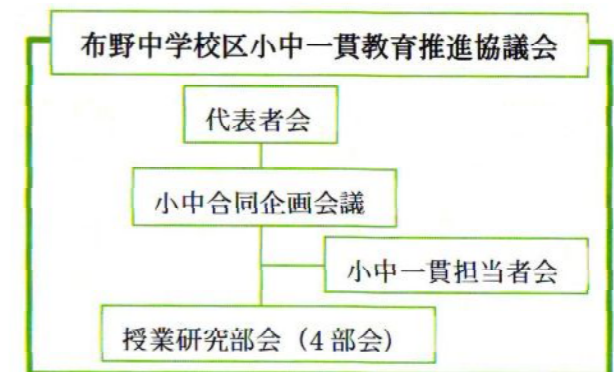 布野中学校区小中一貫教育推進協議会
代表者会
小中合同企画会議
小中一貫担当者会
授業研究部会（4 部会）